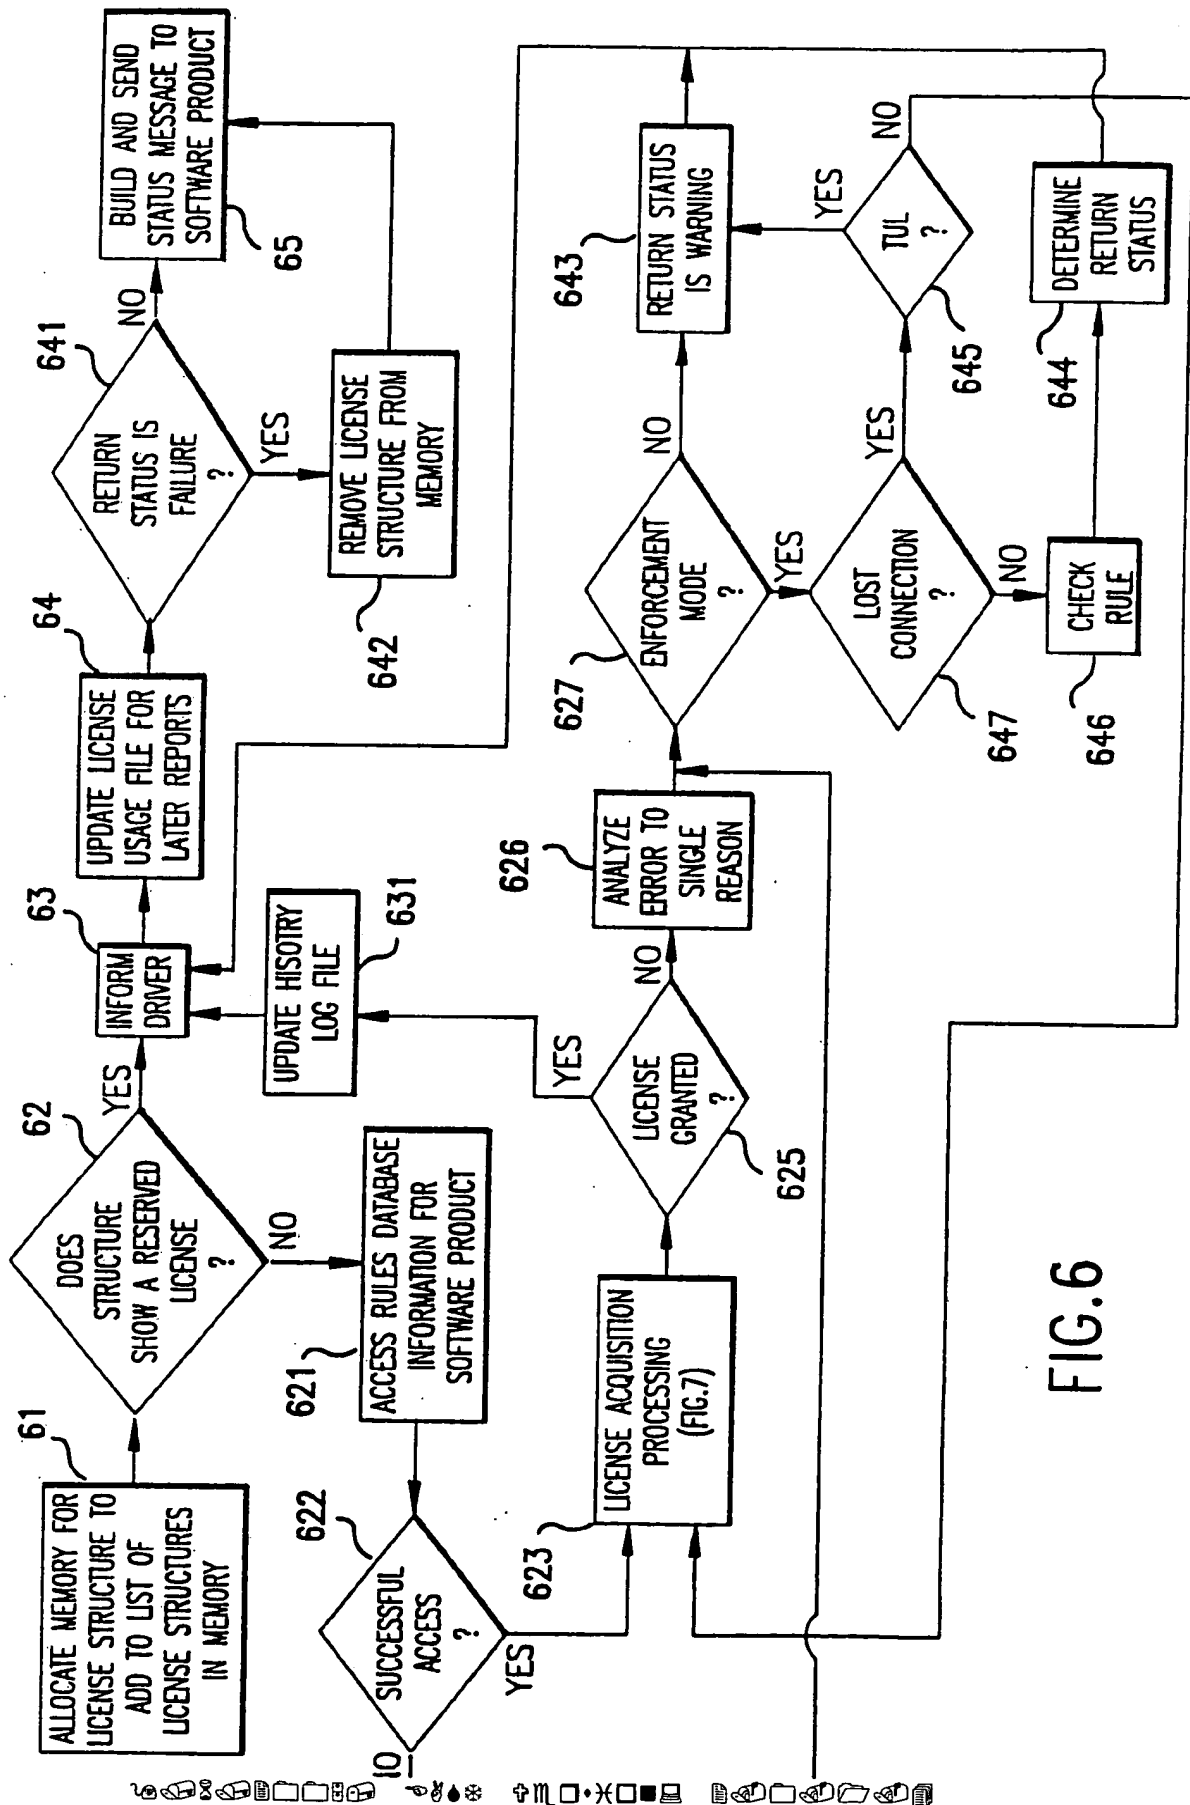 61
ALLOCATE MEMORY FOR
LICENSE STRUCTURE TO
ADD TO LIST OF
LICENSE STRUCTURES
IN MEMORY
62
DOES
STRUCTURE
SHOW A RESERVED
LICENSE
?
YES
NO
63
INFORM
DRIVER
64
UPDATE LICENSE
USAGE FILE FOR
LATER REPORTS
641
RETURN
STATUS IS
FAILURE
?
NO
YES
BUILD AND SEND
STATUS MESSAGE TO
SOFTWARE PRODUCT
65
REMOVE LICENSE
STRUCTURE FROM
MEMORY
642
UPDATE HISOTRY
LOG FILE
631
621
ACCESS RULES DATABASE
INFORMATION FOR
SOFTWARE PRODUCT
622
SUCCESSFUL
ACCESS
?
YES
623
LICENSE ACQUISITION
PROCESSING
(FIG.7)
LICENSE
GRANTED
?
625
YES
NO
626
ANALYZE
ERROR TO
SINGLE
REASON
627
ENFORCEMENT
MODE
?
NO
YES
643
RETURN STATUS
IS WARNING
647
LOST
CONNECTION
?
YES
NO
TUL
?
645
YES
NO
646
CHECK
RULE
644
DETERMINE
RETURN
STATUS
FIG.6